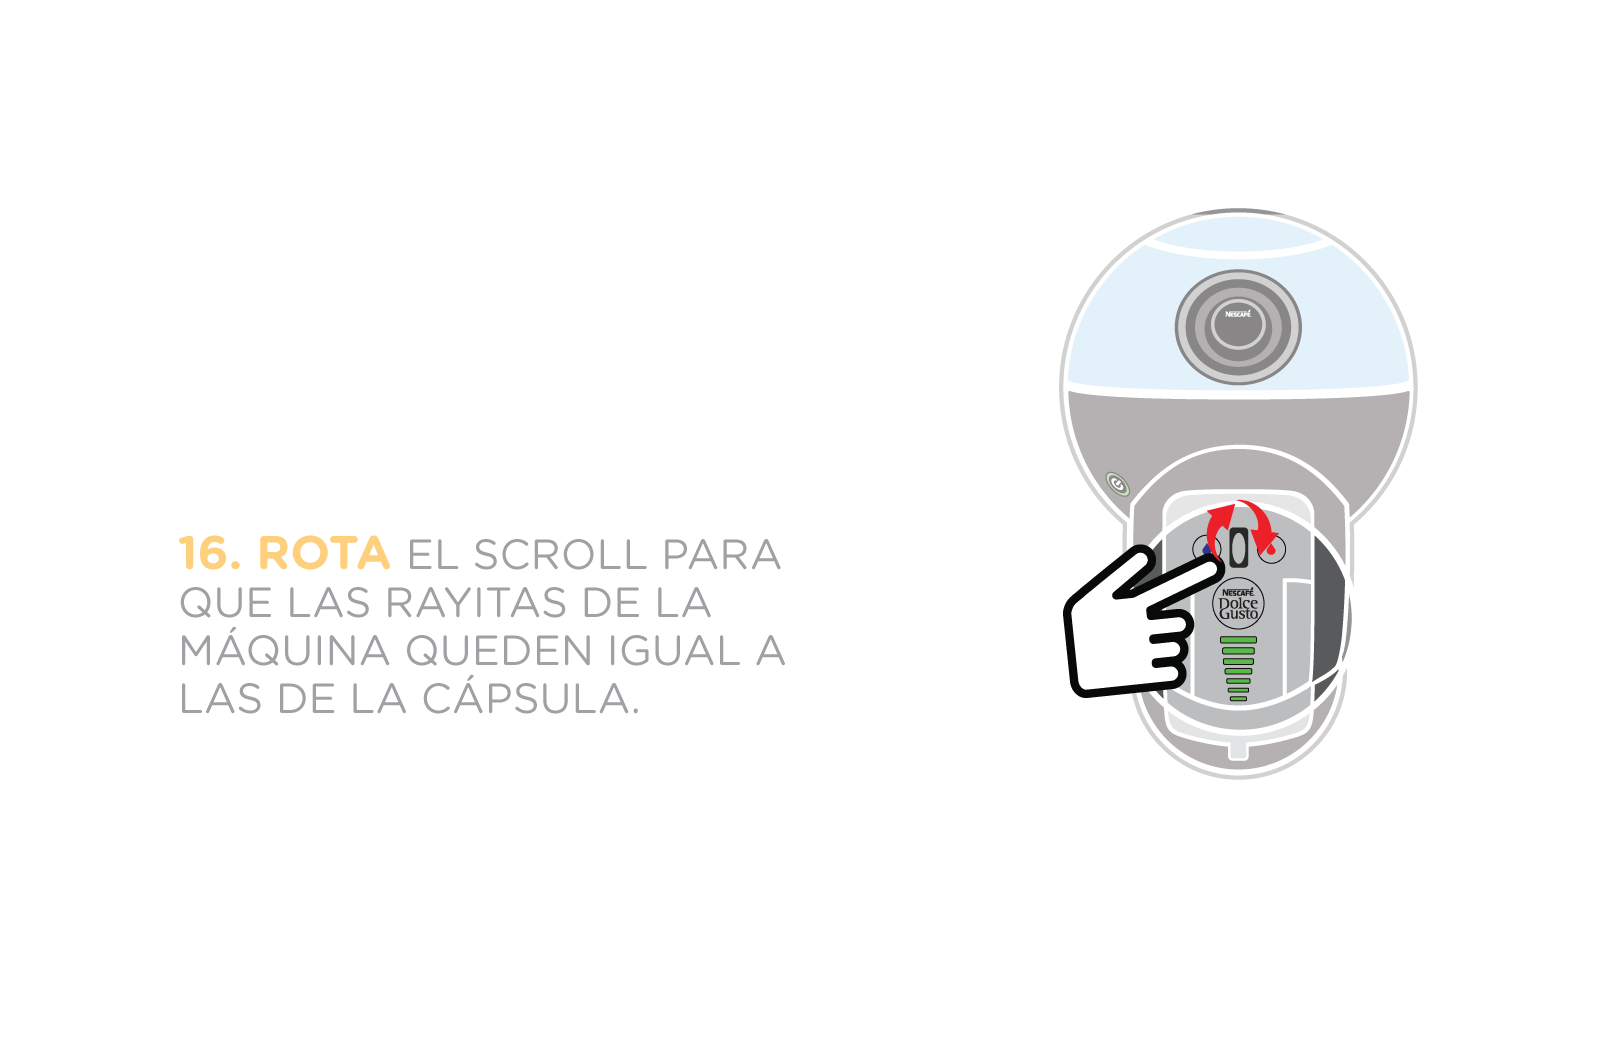 16. ROTA EL SCROLL PARA
QUE LAS RAYITAS DE LA
MÁQUINA QUEDEN IGUAL A
LAS DE LA CÁPSULA.
NESCAFÉ
NESCAFÉ
Dolce
Gusto